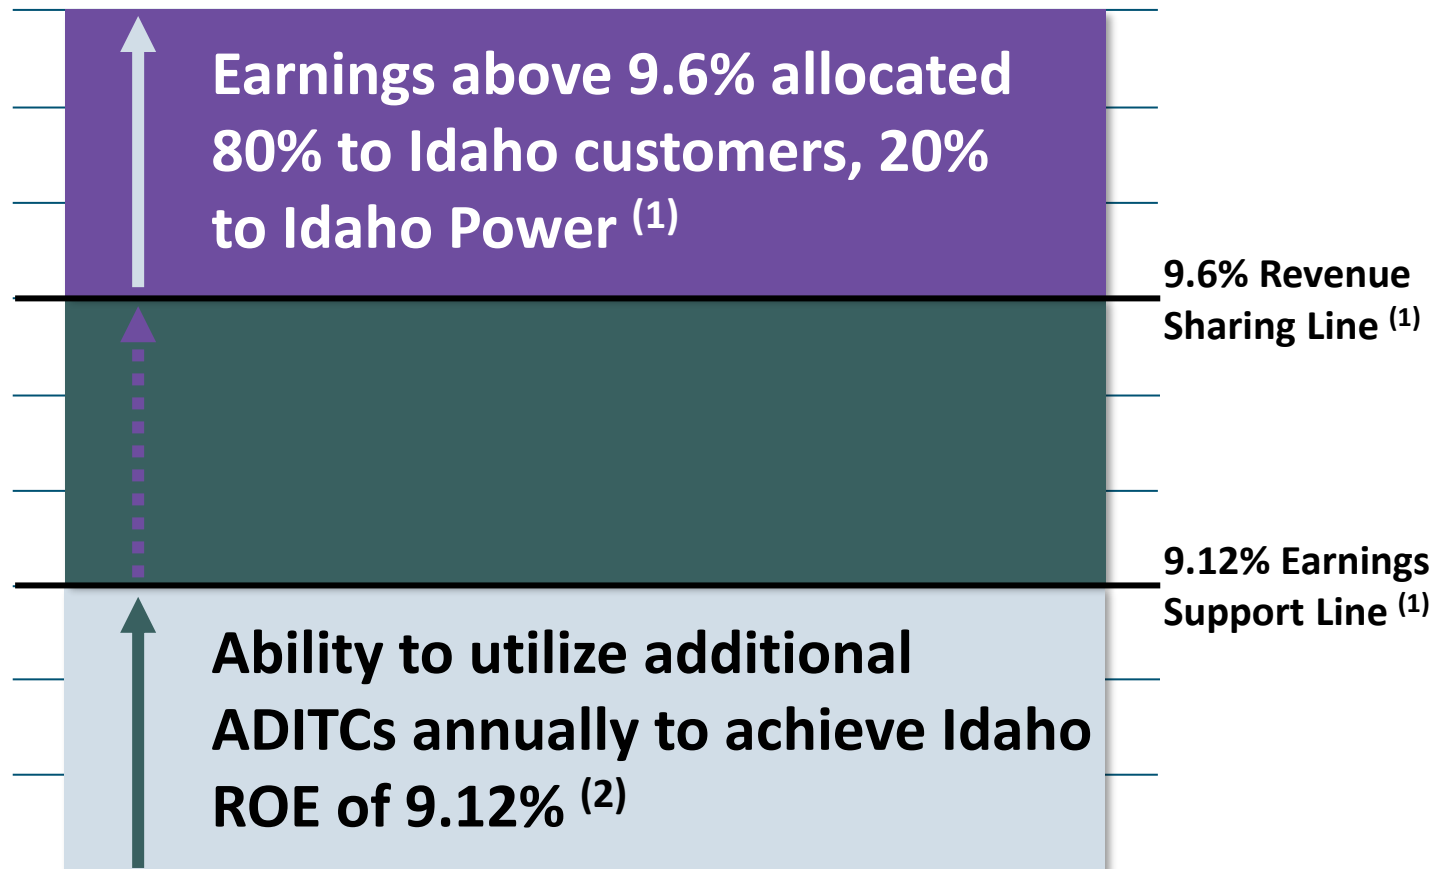 Earnings above 9.6% allocated
80% to Idaho customers, 20%
to Idaho Power (1)
9.6% Revenue
Sharing Line (1)
9.12% Earnings
Support Line (1)
Ability to utilize additional
ADITCs annually to achieve Idaho
ROE of 9.12% (2)